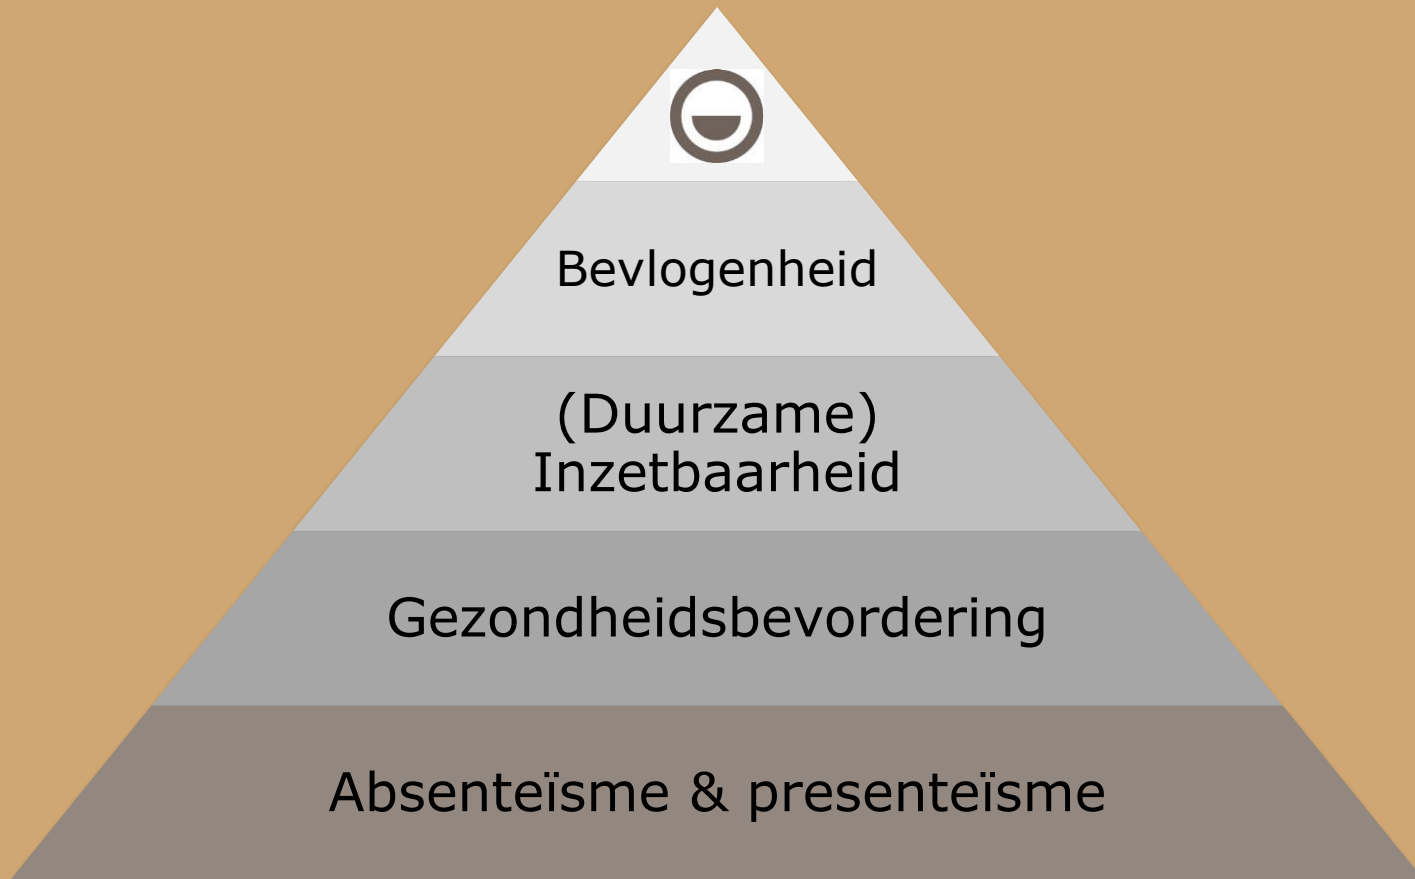 Bevlogenheid
(Duurzame)
Inzetbaarheid
Gezondheidsbevordering
Absenteïsme & presenteïsme